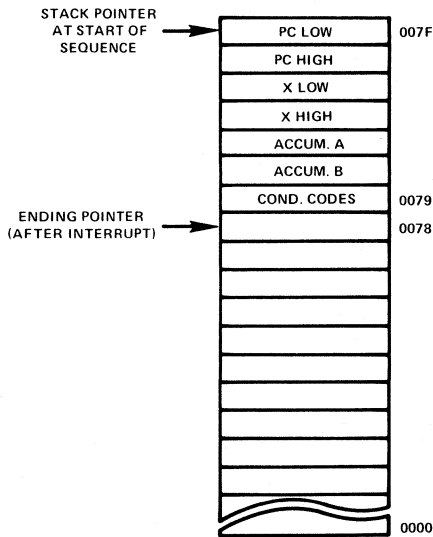 STACK POINTER
AT START OF
SEQUENCE
PC LOW
007F
PC HIGH
X LOW
X HIGH
ACCUM. A
ACCUM. B
COND. CODES
0079
ENDING POINTER
(AFTER INTERRUPT)
0078
0000